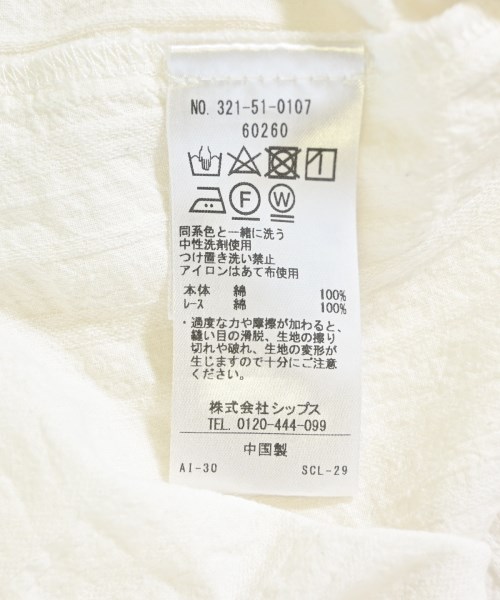 NO. 321-51-0107
60260
F W
同系色と一緒に洗う
中性洗剤使用
つけ置き洗い禁止
アイロンはあて布使用
本体 綿 100%
レース 綿 100%
・過度な力や摩擦が加わると、
縫い目の滑脱、生地の擦り
切れや破れ、生地の変形が
生じますので十分にご注意
ください。
株式会社シップス
TEL. 0120-444-099
中国製
AI-30 SCL-29